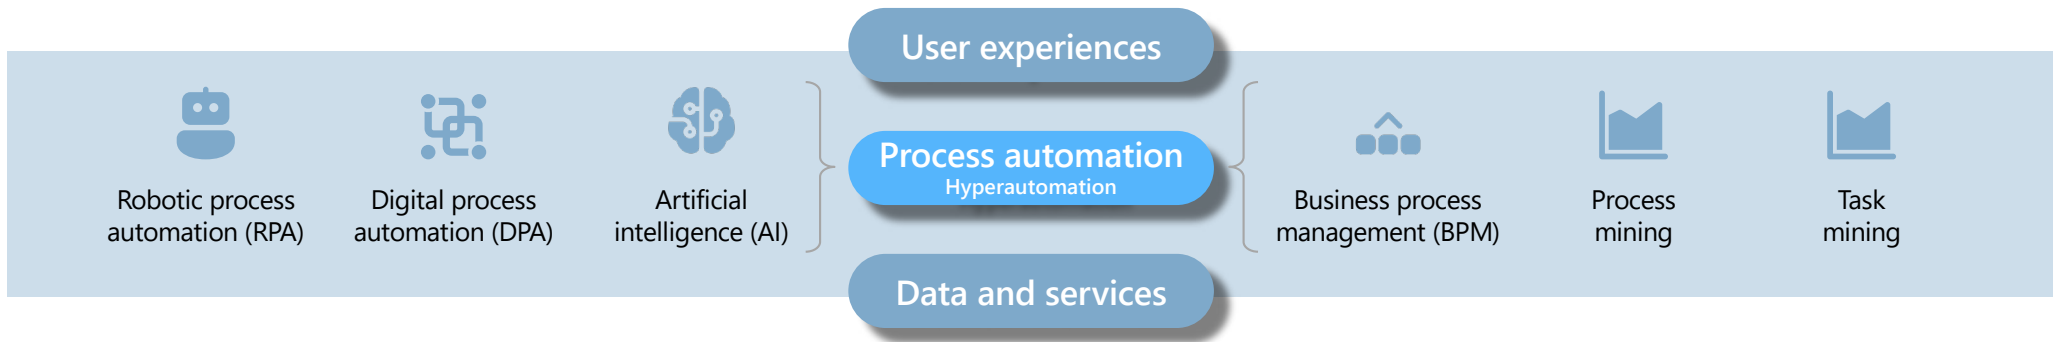 User experiences
Robotic process
automation (RPA)
Digital process
automation (DPA)
Artificial
intelligence (AI)
Process automation
Hyperautomation
Business process
management (BPM)
Process
mining
Task
mining
Data and services